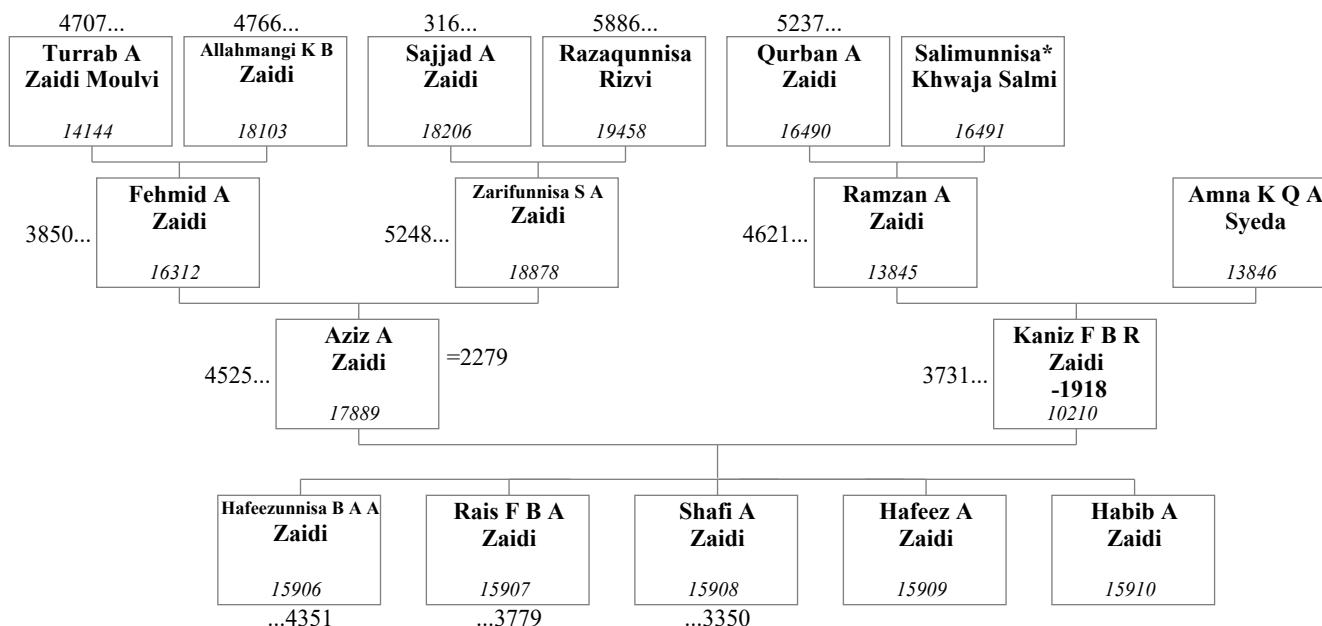 4707...
4766...
316...
5886...
5237...
Turrab A
Zaidi Moulvi
14144
Allahmangi K B
Zaidi
18103
Sajjad A
Zaidi
18206
Razaqunnisa
Rizvi
19458
Qurban A
Zaidi
16490
Salimunnisa*
Khwaja Salmi
16491
3850...
Fehmid A
Zaidi
16312
5248...
Zarifunnisa S A
Zaidi
18878
4621...
Ramzan A
Zaidi
13845
Amna K Q A
Syeda
13846
4525...
Aziz A
Zaidi
17889
=2279
3731...
Kaniz F B R
Zaidi
-1918
10210
Hafeezunnisa B A A
Zaidi
15906
...4351
Rais F B A
Zaidi
15907
...3779
Shafi A
Zaidi
15908
...3350
Hafeez A
Zaidi
15909
Habib A
Zaidi
15910